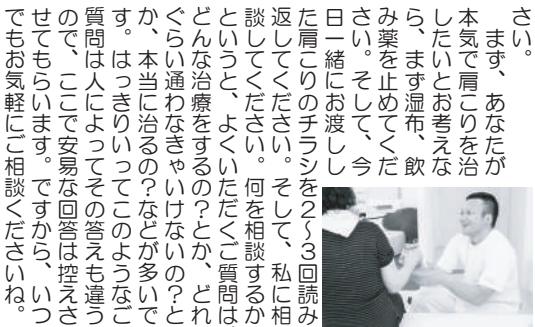 さい。
　まず、あなたが
本気で肩こりを治
したいとお考えな
ら、まず湿布、飲
み薬を止めてくだ
さい。そして、今
日一緒にお渡しし
た肩こりのチラシを２〜３回読み
返してください。そして、私に相
談してください。何を相談するか
というと、よくいただくご質問は、
どんな治療をするの？とか、どれ
ぐらい通わなきゃいけないの？と
か、本当に治るの？などが多いで
す。はっきりいってこのようなご
質問は人によってその答えも違う
ので、ここで安易な回答は控えさ
せてもらいます。ですから、いつ
でもお気軽にご相談くださいね。